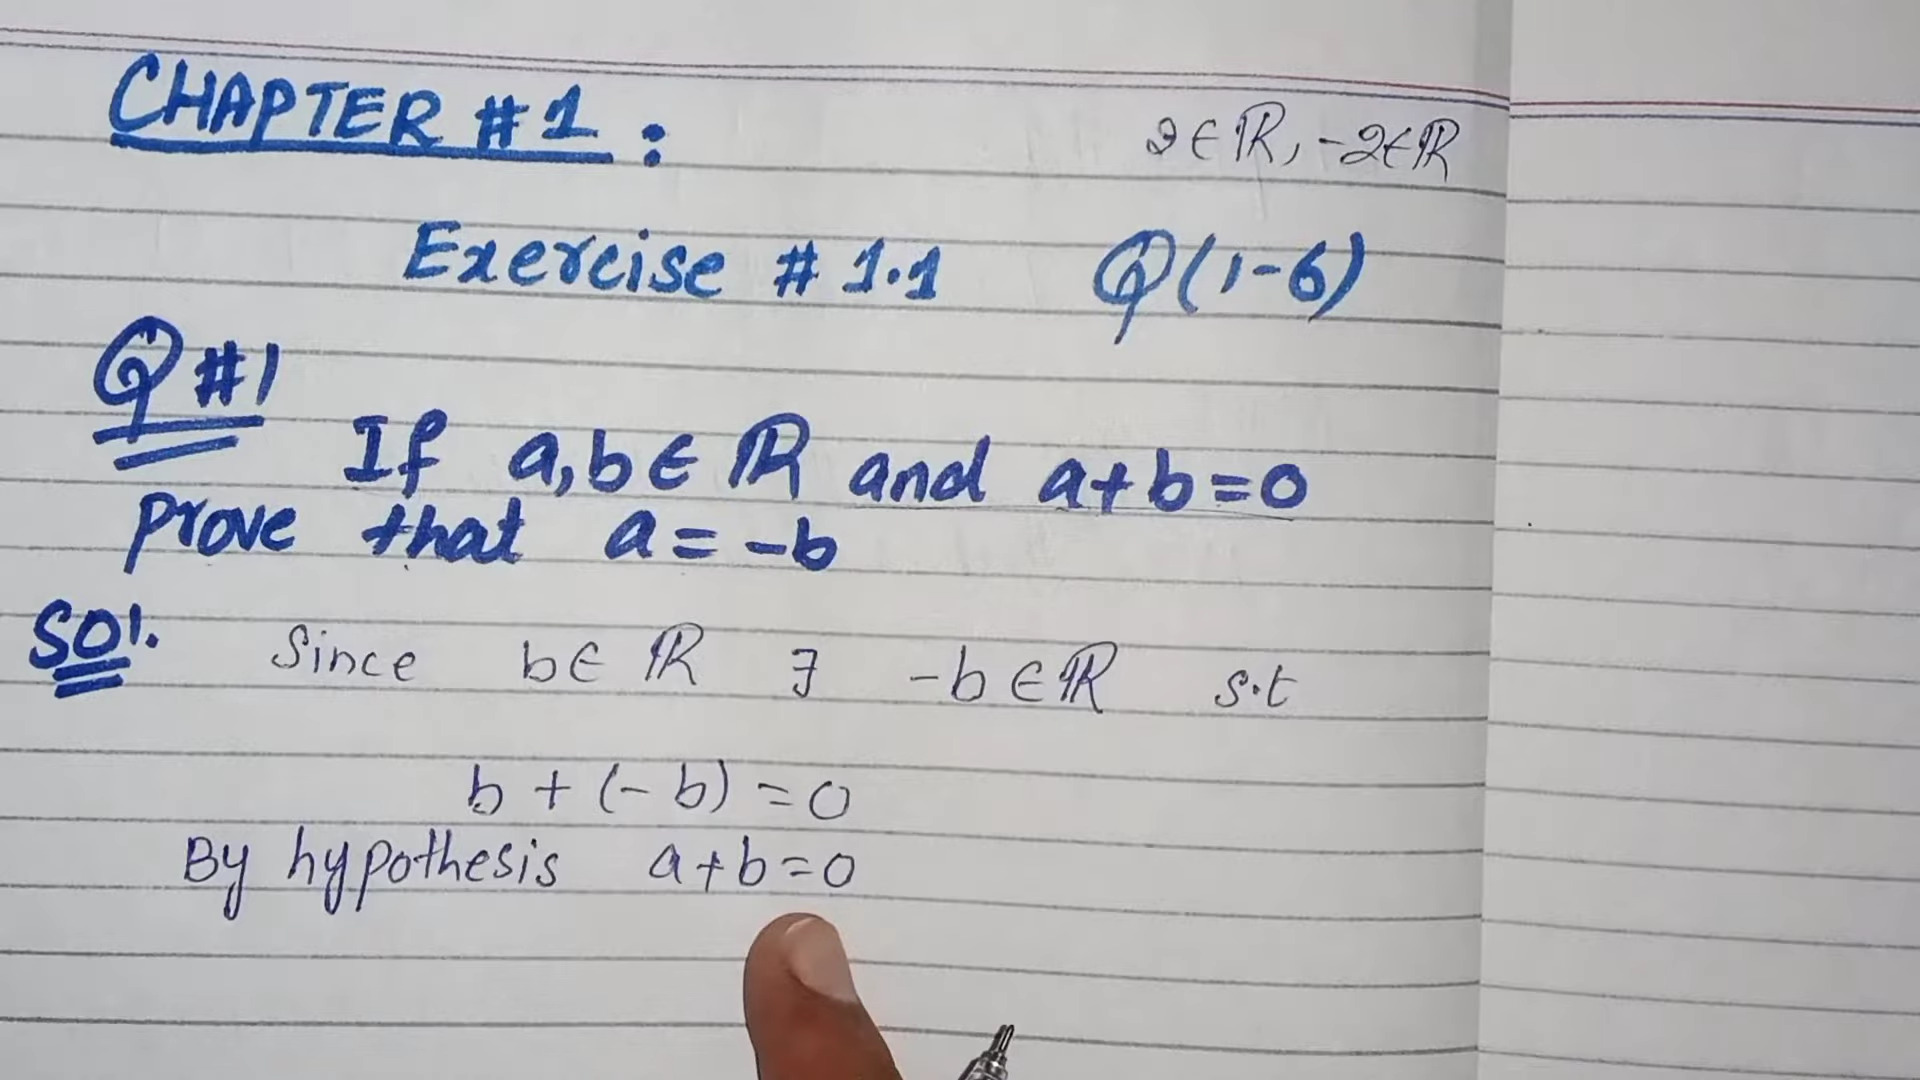 CHAPTER #1:
2∈ℝ, -2∈ℝ
Exercise #1.1 Q(1-6)
Q#1
If a,b∈ℝ and a+b=0
prove that a=-b
Sol.
Since b∈ℝ ∃ -b∈ℝ s.t
b+(-b)=0
By hypothesis a+b=0